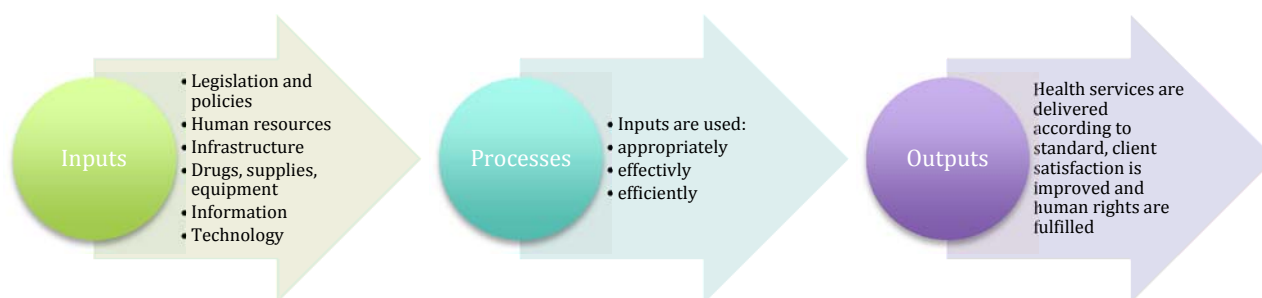 Inputs
• Legislation and
policies
• Human resources
• Infrastructure
• Drugs, supplies,
equipment
• Information
• Technology
Processes
• Inputs are used:
• appropriately
• effectivly
• efficiently
Outputs
Health services are
delivered
according to
standard, client
satisfaction is
improved and
human rights are
fulfilled